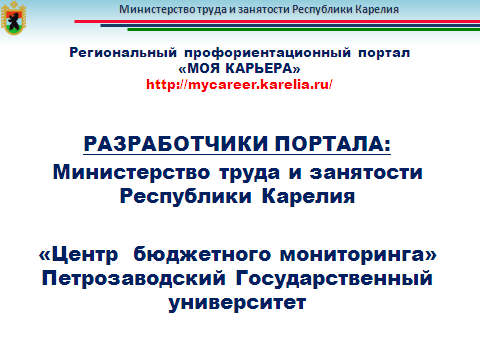 Министерство труда и занятости Республики Карелия
Региональный профориентационный портал
«МОЯ КАРЬЕРА»
http://mycareer.karelia.ru/
РАЗРАБОТЧИКИ ПОРТАЛА:
Министерство труда и занятости
Республики Карелия
«Центр бюджетного мониторинга»
Петрозаводский Государственный
университет